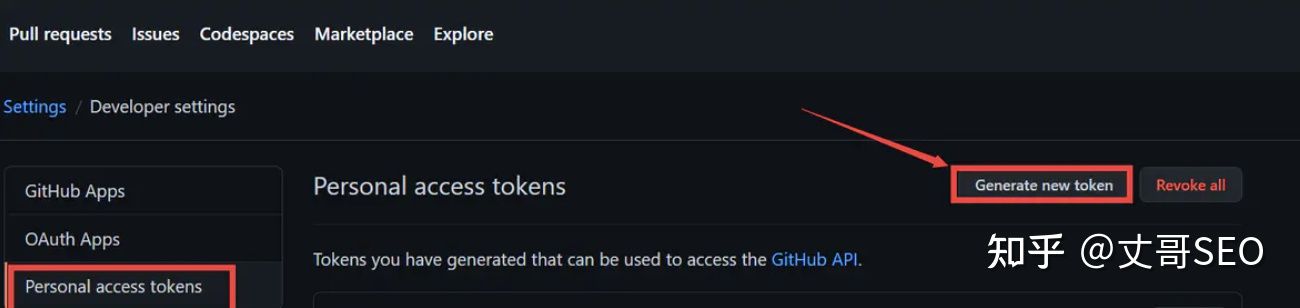 Pull requests Issues Codespaces Marketplace Explore
Settings / Developer settings
GitHub Apps
Personal access tokens
Generate new token
Revoke all
OAuth Apps
Tokens you have generated that can be used to access the GitHub API.
Personal access tokens
知乎 @丈哥SEO